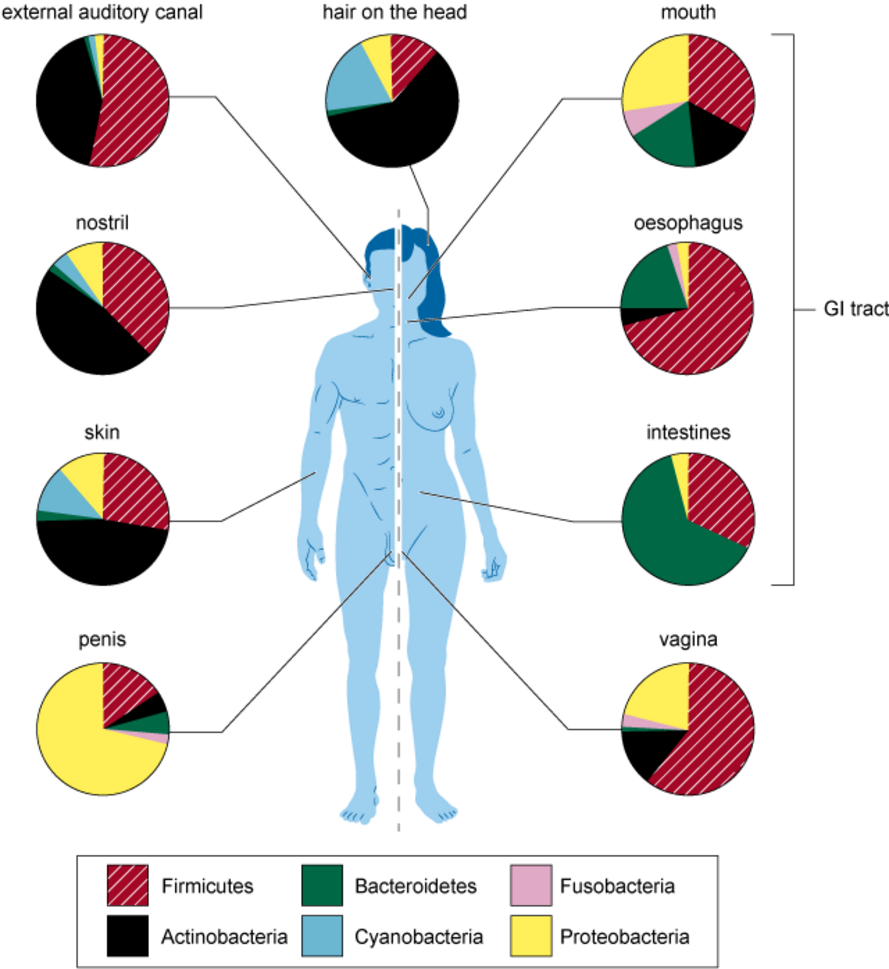 external auditory canal
hair on the head
mouth
nostril
oesophagus
GI tract
skin
intestines
penis
vagina
Firmicutes
Bacteroidetes
Fusobacteria
Actinobacteria
Cyanobacteria
Proteobacteria